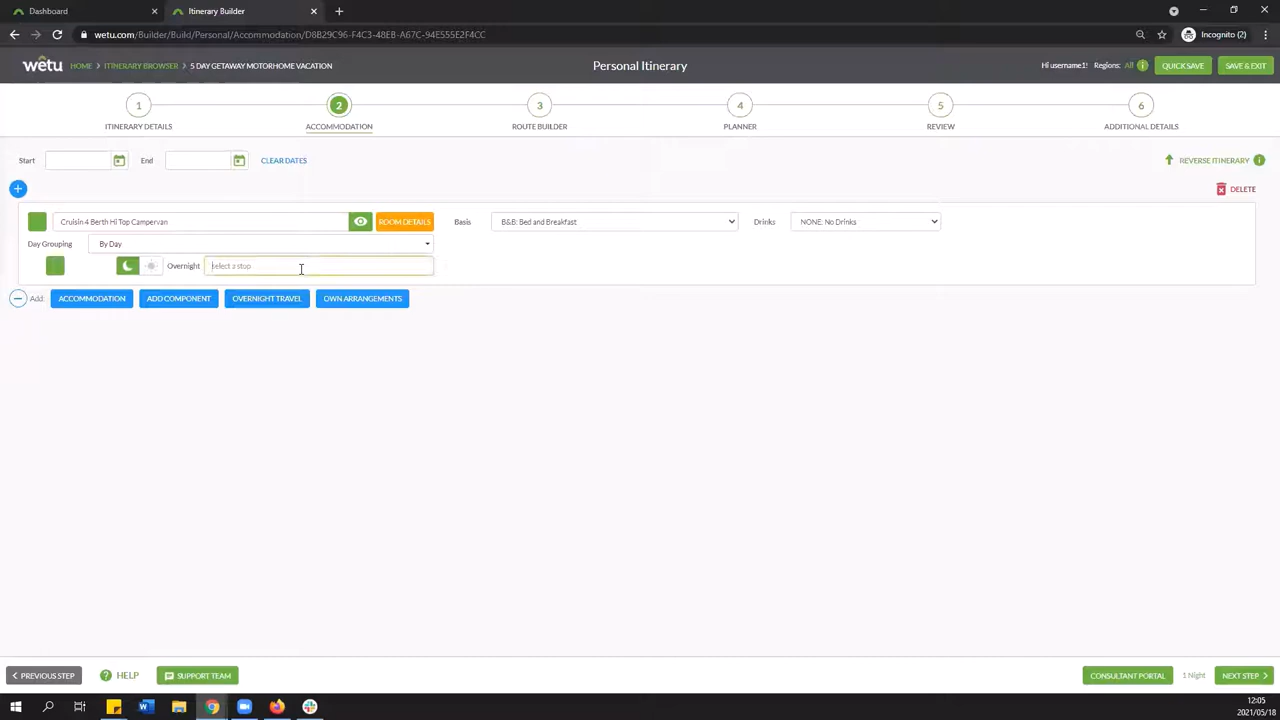 Dashboard
Itinerary Builder
wetu.com/Builder/Build/Personal/Accommodation/D8B29C96-F4C3-48EB-A67C-94E555E2F4CC
Incognito (2)
wetu
HOME
ITINERARY BROWSER
5 DAY GETAWAY MOTORHOME VACATION
Personal Itinerary
Hi username1!
Regions: All
QUICK SAVE
SAVE & EXIT
1
2
3
4
5
6
ITINERARY DETAILS
ACCOMMODATION
ROUTE BUILDER
PLANNER
REVIEW
ADDITIONAL DETAILS
Start
End
CLEAR DATES
REVERSE ITINERARY
DELETE
Cruisin 4 Berth Hi Top Campervan
ROOM DETAILS
Basis
B&B: Bed and Breakfast
Drinks
NONE: No Drinks
Day Grouping
By Day
Overnight
Select a stop
Add:
ACCOMMODATION
ADD COMPONENT
OVERNIGHT TRAVEL
OWN ARRANGEMENTS
PREVIOUS STEP
HELP
SUPPORT TEAM
CONSULTANT PORTAL
1 Night
NEXT STEP
12:05
2021/05/18